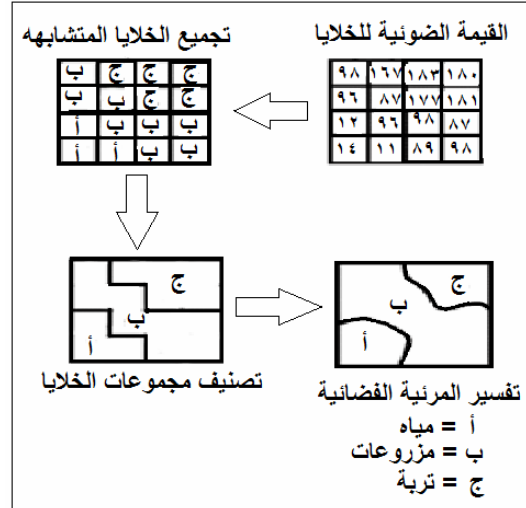 القيمة الضوئية للخلايا
٩٨ ١٦٧ ١٨٣ ١٨٠
٩٦ ٨٧ ١٧٧ ١٨١
١٢ ٩٦ ٩٨ ٨٧
١٤ ١١ ٨٩ ٩٨
تجميع الخلايا المتشابهه
ب ج ج ج
ب ب ج ج
أ ب ب ب
أ أ ب ب
ج
ب
أ
تصنيف مجموعات الخلايا
ج
ب
أ
تفسير المرئية الفضائية
أ = مياه
ب = مزروعات
ج = تربة